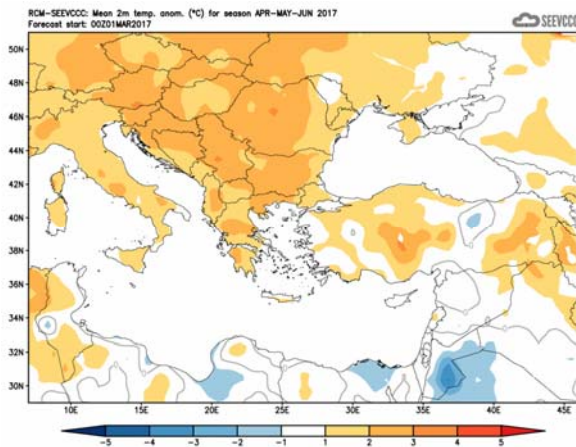 RCM-SEEVCCC: Mean 2m temp. anom. (°C) for season APR-MAY-JUN 2017
Forecast start: 00Z01MAR2017
SEEVCCC
50N
48N
46N
44N
42N
40N
38N
36N
34N
32N
30N
10E 15E 20E 25E 30E 35E 40E 45E
-5 -4 -3 -2 -1 1 2 3 4 5